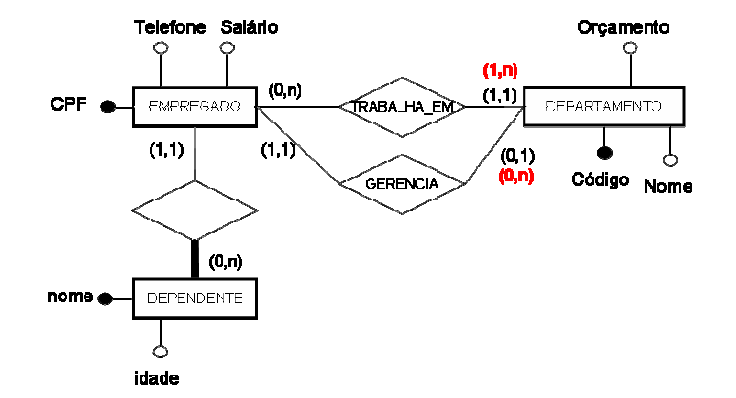 Telefone Salário
Orçamento
(1,n)
(0,n)
(1,1)
CPF
EMPREGADO
TRABA_HA_EM
DEPARTAMENTO
(1,1)
(1,1)
(0,1)
GERENCIA
(0,n)
Código
Nome
(0,n)
nome
DEPENDENTE
idade